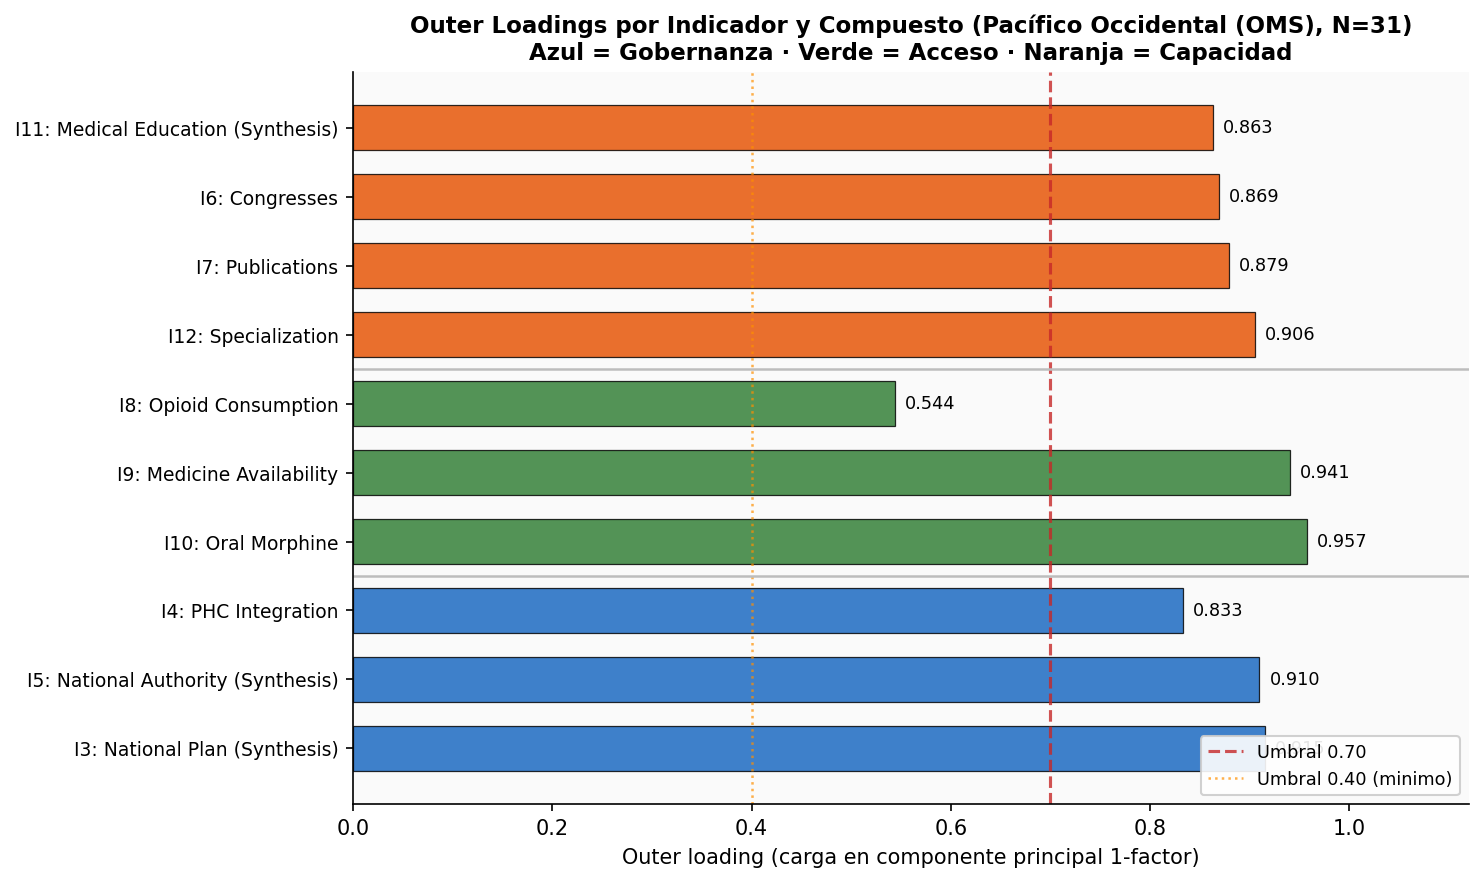 Outer Loadings por Indicador y Compuesto (Pacífico Occidental (OMS), N=31)
Azul = Gobernanza · Verde = Acceso · Naranja = Capacidad
I11: Medical Education (Synthesis)
0.863
I6: Congresses
0.869
I7: Publications
0.879
I12: Specialization
0.906
I8: Opioid Consumption
0.544
I9: Medicine Availability
0.941
I10: Oral Morphine
0.957
I4: PHC Integration
0.833
I5: National Authority (Synthesis)
0.910
I3: National Plan (Synthesis)
Umbral 0.70
Umbral 0.40 (minimo)
0.0
0.2
0.4
0.6
0.8
1.0
Outer loading (carga en componente principal 1-factor)